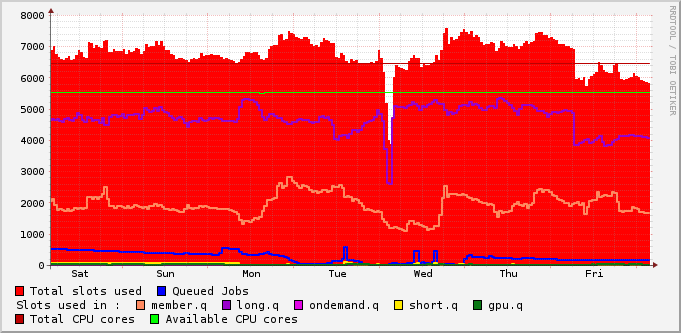 8000
7000
6000
5000
4000
3000
2000
1000
0
Sat Sun Mon Tue Wed Thu Fri
RRDTOOL / TOBI OETIKER
Total slots used Queued Jobs
Slots used in : member.q long.q ondemand.q short.q gpu.q
Total CPU cores Available CPU cores